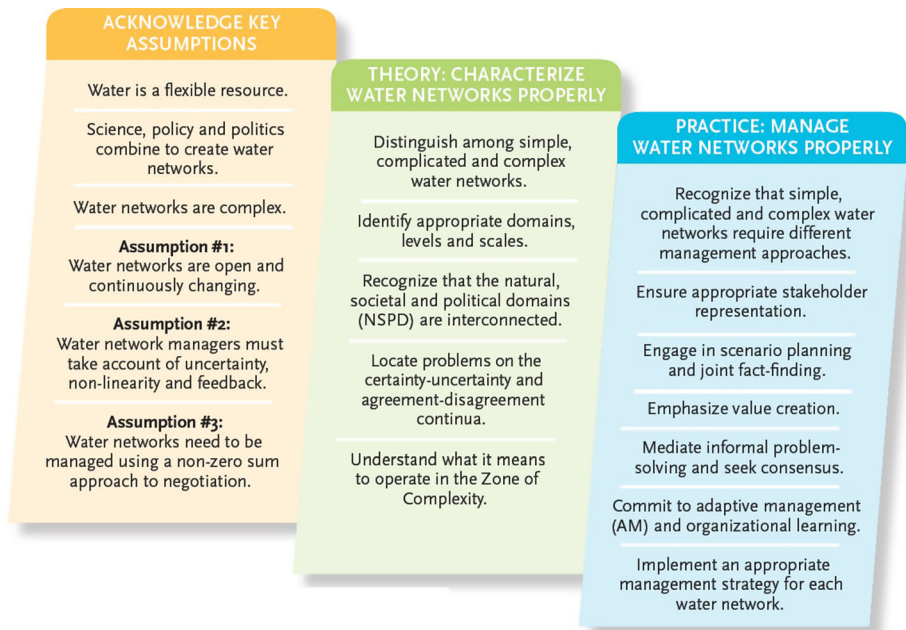 ACKNOWLEDGE KEY
ASSUMPTIONS
Water is a flexible resource.
Science, policy and politics
combine to create water
networks.
Water networks are complex.
Assumption #1:
Water networks are open and
continuously changing.
Assumption #2:
Water network managers must
take account of uncertainty,
non-linearity and feedback.
Assumption #3:
Water networks need to be
managed using a non-zero sum
approach to negotiation.
THEORY: CHARACTERIZE
WATER NETWORKS PROPERLY
Distinguish among simple,
complicated and complex
water networks.
Identify appropriate domains,
levels and scales.
Recognize that the natural,
societal and political domains
(NSPD) are interconnected.
Locate problems on the
certainty-uncertainty and
agreement-disagreement
continua.
Understand what it means
to operate in the Zone of
Complexity.
PRACTICE: MANAGE
WATER NETWORKS PROPERLY
Recognize that simple,
complicated and complex water
networks require different
management approaches.
Ensure appropriate stakeholder
representation.
Engage in scenario planning
and joint fact-finding.
Emphasize value creation.
Mediate informal problem-
solving and seek consensus.
Commit to adaptive management
(AM) and organizational learning.
Implement an appropriate
management strategy for each
water network.